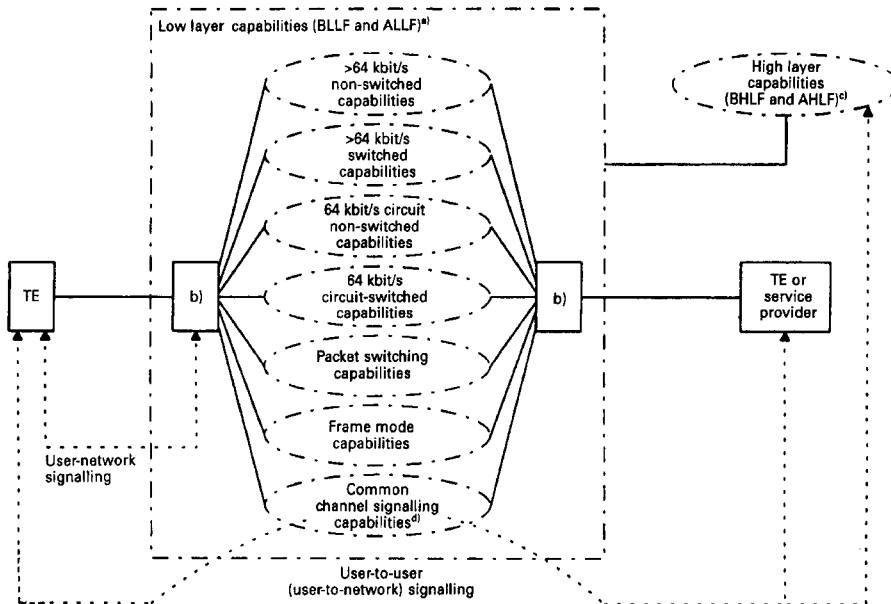 Low layer capabilities (BLLF and ALLF)a)
>64 kbit/s
non-switched
capabilities
High layer
capabilities
(BHLF and AHLF)c)
>64 kbit/s
switched
capabilities
64 kbit/s circuit
non-switched
capabilities
TE
b)
64 kbit/s
circuit-switched
capabilities
b)
TE or
service
provider
Packet switching
capabilities
Frame mode
capabilities
User-network
signalling
Common
channel signalling
capabilitiesd)
User-to-user
(user-to-network) signalling